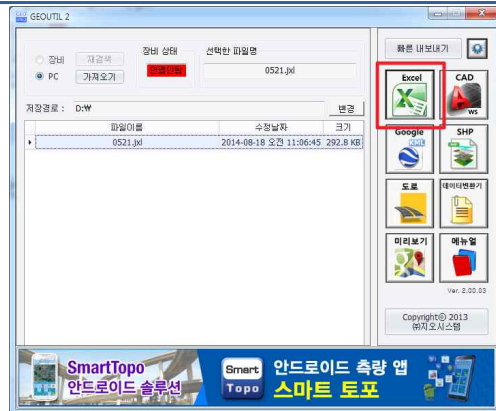 GEOUTIL 2
장비
재검색
PC
가져오기
장비 상태
연결안됨
선택한 파일명
0521.jxl
저장경로 : D:₩
변경
파일이름 수정날짜 크기
0521.jxl 2014-08-18 오전 11:06:45 292.8 KB
빠른 내보내기
Excel
CAD
WS
Google
KML
SHP
도로
데이터변환기
미리보기
메뉴얼
Ver. 2.00.03
Copyright© 2013
㈜지오시스템
SmartTopo
안드로이드 솔루션
Smart
Topo
안드로이드 측량 앱
스마트 토포